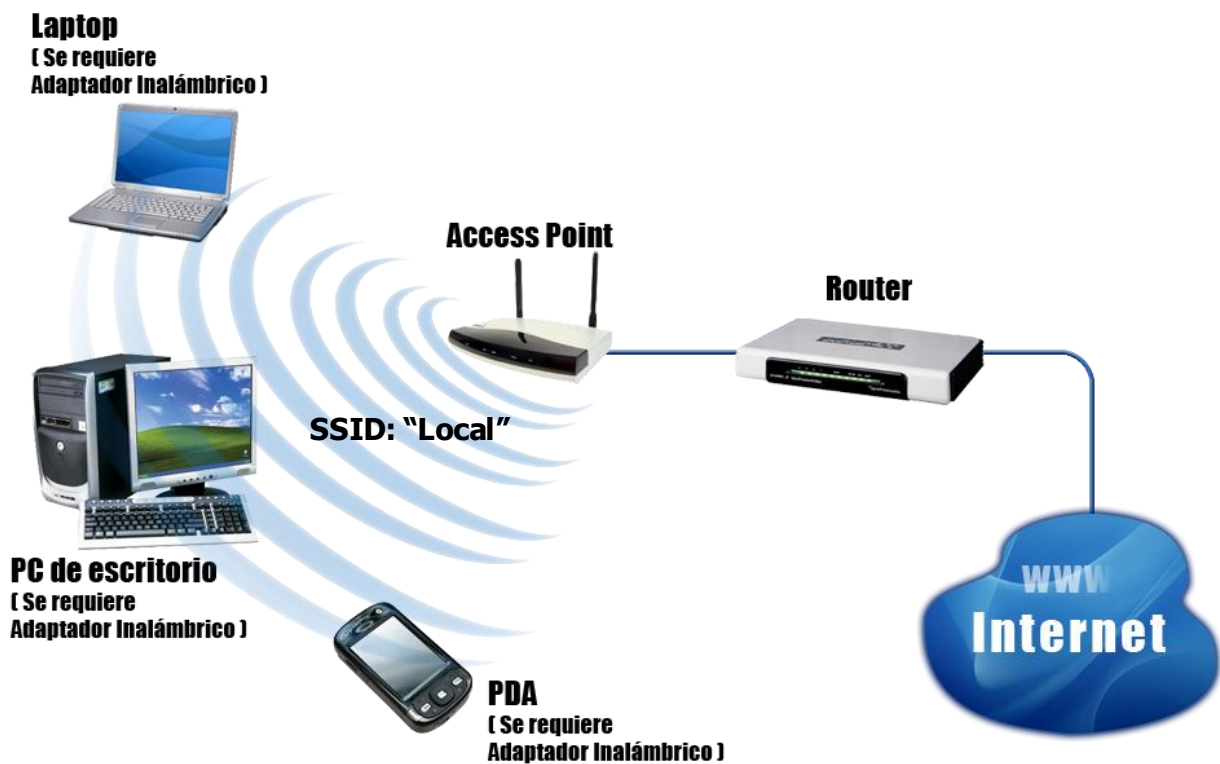 Laptop
( Se requiere
Adaptador Inalámbrico )
Access Point
Router
SSID: “Local”
PC de escritorio
( Se requiere
Adaptador Inalámbrico )
www
Internet
PDA
( Se requiere
Adaptador Inalámbrico )